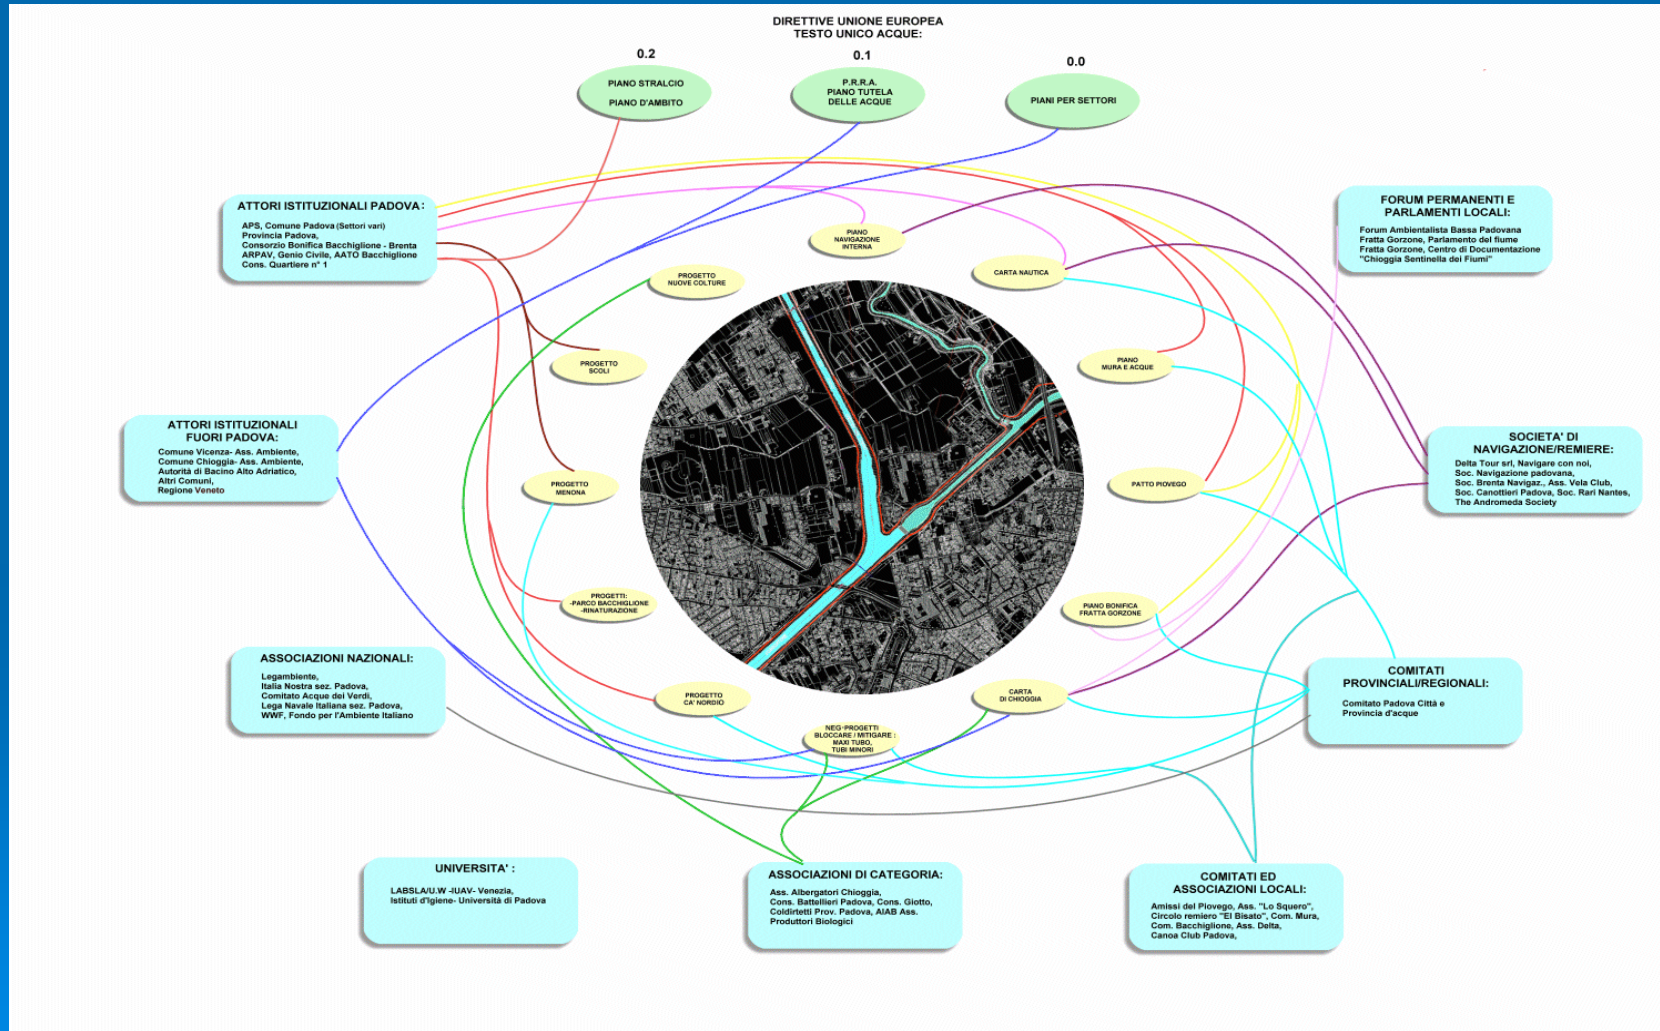 DIRETTIVE UNIONE EUROPEA
TESTO UNICO ACQUE:
0.2
0.1
0.0
PIANO STRALCIO
PIANO D'AMBITO
P.R.R.A.
PIANO TUTELA
DELLE ACQUE
PIANI PER SETTORI
ATTORI ISTITUZIONALI PADOVA:
APS, Comune Padova (Settori vari)
Provincia Padova,
Consorzio Bonifica Bacchiglione - Brenta
ARPAV, Genio Civile, AATO Bacchiglione
Cons. Quartiere n° 1
FORUM PERMANENTI E
PARLAMENTI LOCALI:
Forum Ambientalista Bassa Padovana
Fratta Gorzone, Parlamento del fiume
Fratta Gorzone, Centro di Documentazione
"Chioggia Sentinella dei Fiumi"
PIANO
NAVIGAZIONE
INTERNA
PROGETTO
NUOVE COLTURE
CARTA NAUTICA
PROGETTO
SCOLI
PIANO
MURA E ACQUE
ATTORI ISTITUZIONALI
FUORI PADOVA:
Comune Vicenza- Ass. Ambiente,
Comune Chioggia- Ass. Ambiente,
Autorità di Bacino Alto Adriatico,
Altri Comuni,
Regione Veneto
SOCIETA' DI
NAVIGAZIONE/REMIERE:
Delta Tour srl, Navigare con noi,
Soc. Navigazione padovana,
Soc. Brenta Navigaz., Ass. Vela Club,
Soc. Canottieri Padova, Soc. Rari Nantes,
The Andromeda Society
PROGETTO
MENONA
PATTO PIOVEGO
PROGETTI:
-PARCO BACCHIGLIONE
-RINATURAZIONE
PIANO BONIFICA
FRATTA GORZONE
ASSOCIAZIONI NAZIONALI:
Legambiente,
Italia Nostra sez. Padova,
Comitato Acque dei Verdi,
Lega Navale Italiana sez. Padova,
WWF, Fondo per l'Ambiente Italiano
PROGETTO
CA' NORDIO
CARTA
DI CHIOGGIA
COMITATI
PROVINCIALI/REGIONALI:
Comitato Padova Città e
Provincia d'acque
NEG-PROGETTI
BLOCCARE / MITIGARE :
MAXI TUBO,
TUBI MINORI
UNIVERSITA' :
LABSLA/U.W -IUAV- Venezia,
Istituti d'Igiene- Università di Padova
ASSOCIAZIONI DI CATEGORIA:
Ass. Albergatori Chioggia,
Cons. Battellieri Padova, Cons. Giotto,
Coldirtetti Prov. Padova, AIAB Ass.
Produttori Biologici
COMITATI ED
ASSOCIAZIONI LOCALI:
Amissi del Piovego, Ass. "Lo Squero",
Circolo remiero "El Bisato", Com. Mura,
Com. Bacchiglione, Ass. Delta,
Canoa Club Padova,